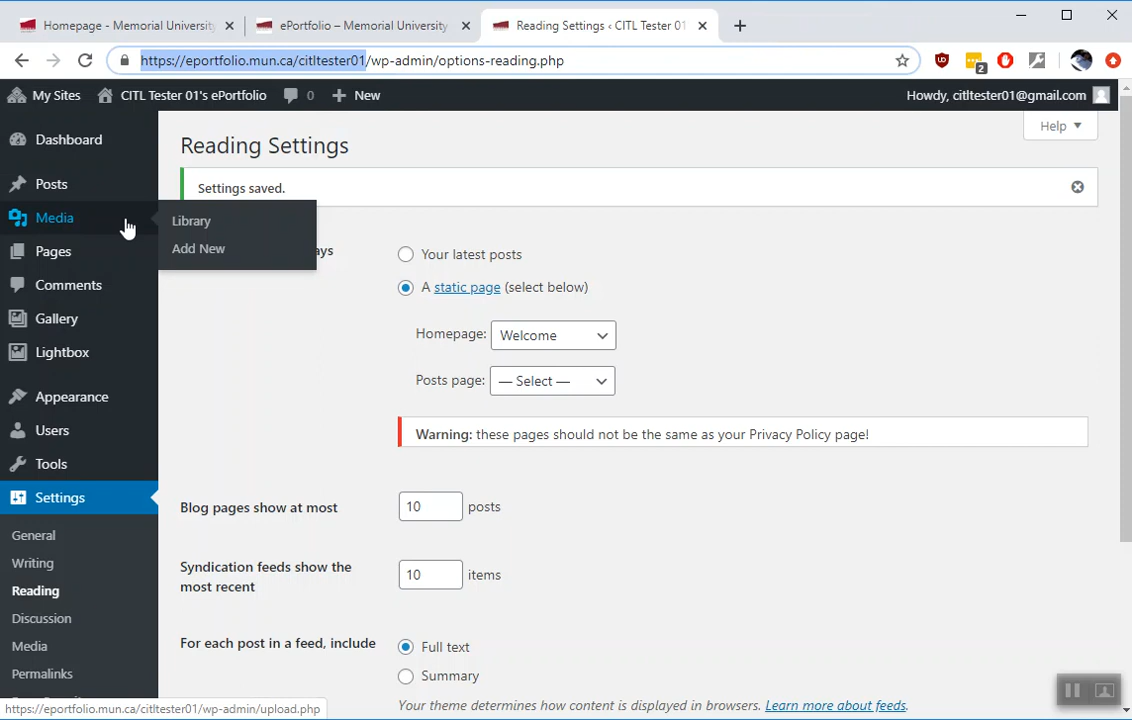 Homepage - Memorial University
ePortfolio – Memorial University
Reading Settings ‹ CITL Tester 01'
https://eportfolio.mun.ca/citltester01/wp-admin/options-reading.php
2
My Sites
CITL Tester 01's ePortfolio
0
New
Howdy, citltester01@gmail.com
Help
Dashboard
Posts
Media
Library
Add New
Pages
Comments
Gallery
Lightbox
Appearance
Users
Tools
Settings
General
Writing
Reading
Discussion
Media
Permalinks
Reading Settings
Settings saved.
Your latest posts
A static page (select below)
Homepage: Welcome
Posts page: — Select —
Warning: these pages should not be the same as your Privacy Policy page!
Blog pages show at most 10 posts
Syndication feeds show the
most recent
10 items
For each post in a feed, include
Full text
Summary
Your theme determines how content is displayed in browsers. Learn more about feeds.
https://eportfolio.mun.ca/citltester01/wp-admin/upload.php